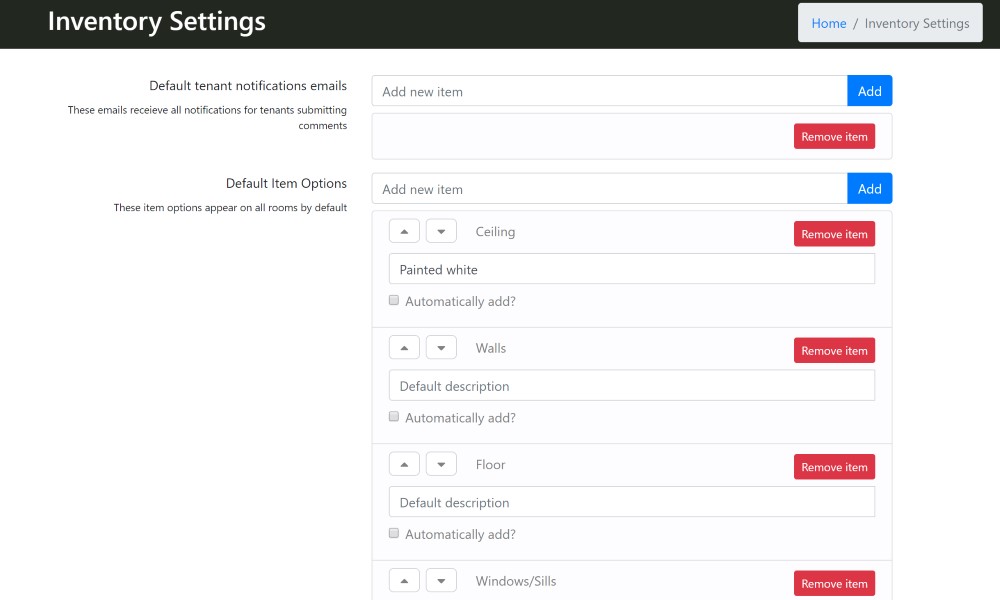 Inventory Settings
Home / Inventory Settings
Default tenant notifications emails
These emails receieve all notifications for tenants submitting
comments
Add new item
Add
Remove item
Default Item Options
These item options appear on all rooms by default
Add new item
Add
Ceiling
Remove item
Painted white
Automatically add?
Walls
Remove item
Default description
Automatically add?
Floor
Remove item
Default description
Automatically add?
Windows/Sills
Remove item